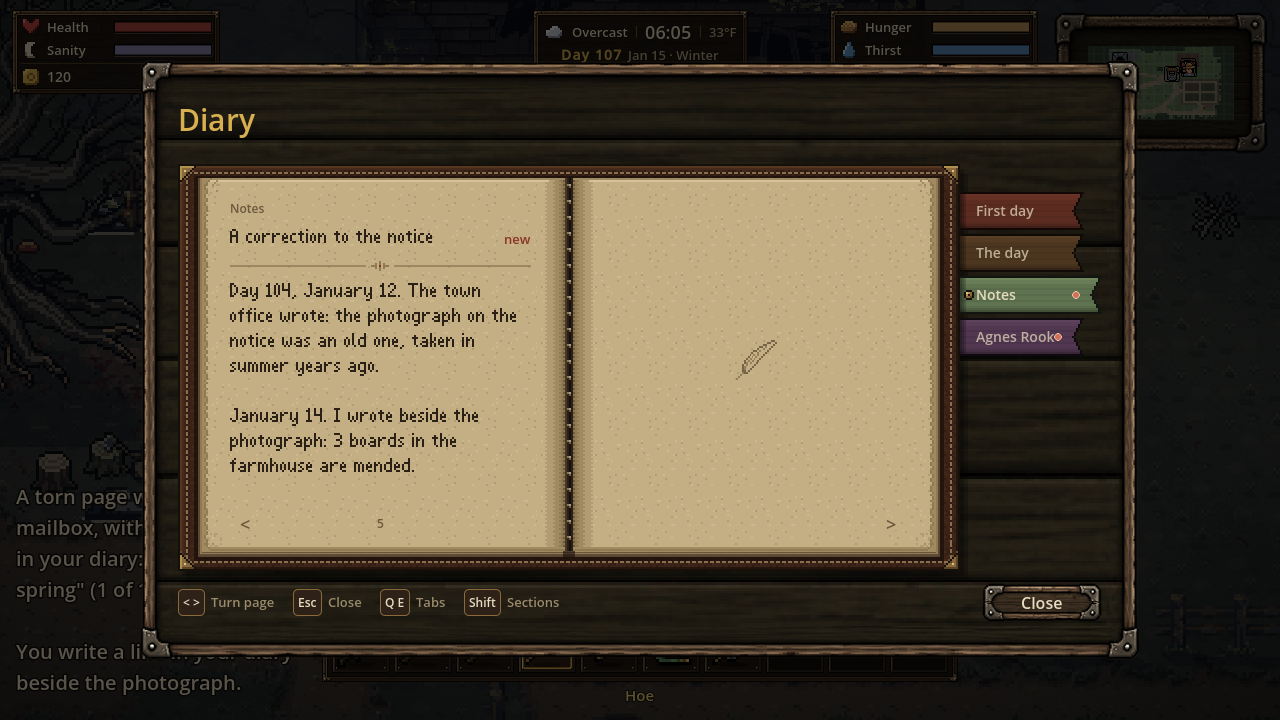 Health
Sanity
120
Overcast 06:05 33°F
Day 107 Jan 15 · Winter
Hunger
Thirst
Diary
Notes
A correction to the notice new
Day 104, January 12. The town
office wrote: the photograph on the
notice was an old one, taken in
summer years ago.
January 14. I wrote beside the
photograph: 3 boards in the
farmhouse are mended.
< 5
>
First day
The day
Notes
Agnes Rook
A torn page
mailbox, with
in your diary:
spring" (1 of
You write a in your diary
beside the photograph.
< > Turn page Esc Close Q E Tabs Shift Sections
Close
Hoe